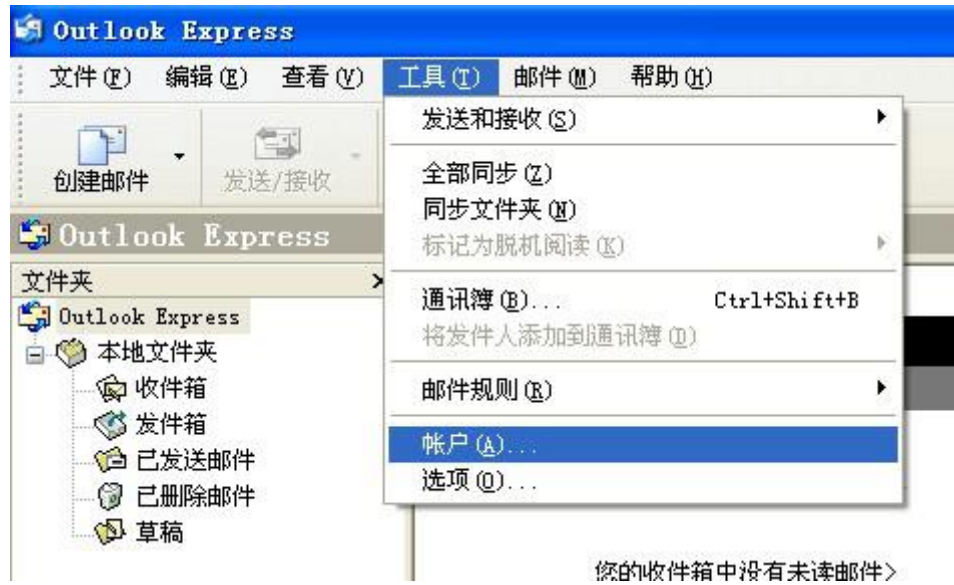 Outlook Express
文件(F) 编辑(E) 查看(V) 工具(T) 邮件(M) 帮助(H)
创建邮件 发送/接收
发送和接收(S)
全部同步(Z)
同步文件夹(N)
标记为脱机阅读(K)
通讯簿(B)... Ctrl+Shift+B
将发件人添加到通讯簿(D)
邮件规则(R)
帐户(A)...
选项(O)...
Outlook Express
文件夹
Outlook Express
本地文件夹
收件箱
发件箱
已发送邮件
已删除邮件
草稿
您的收件箱中没有未读邮件>